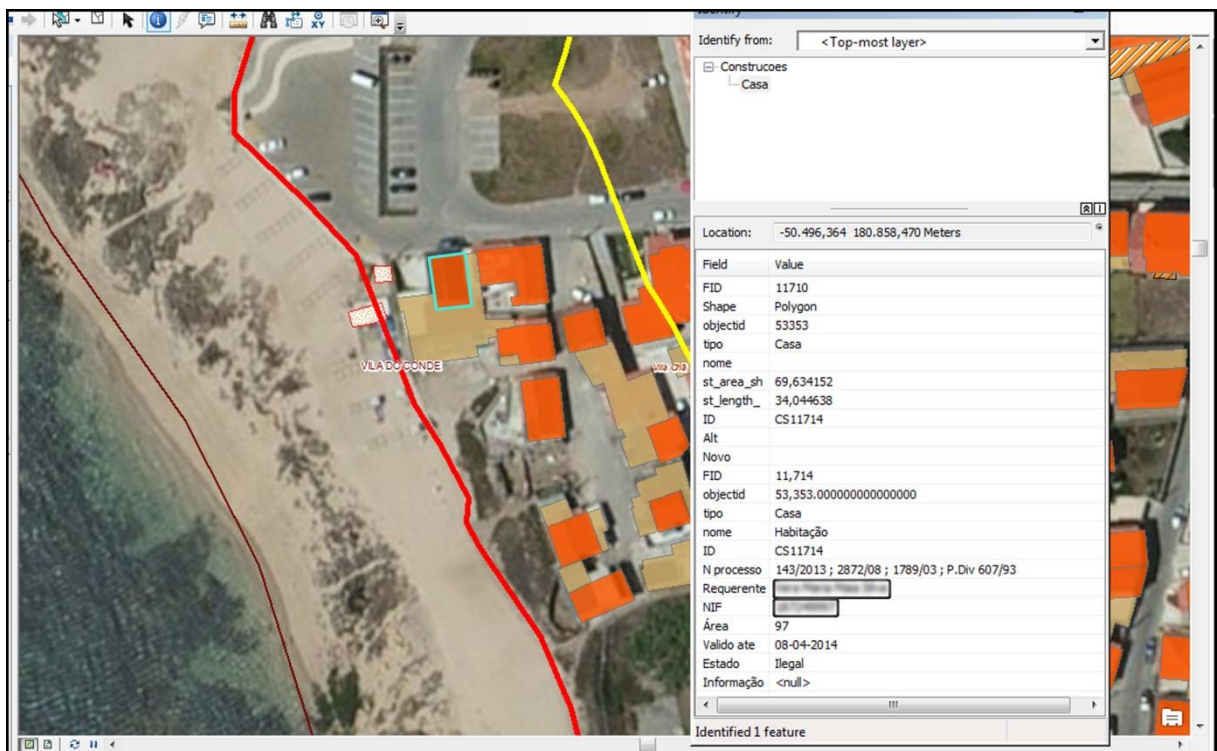 XY
Identify
Identify from: <Top-most layer>
Construcoes
Casa
Location: -50.496,364 180.858,470 Meters
Field Value
FID 11710
Shape Polygon
objectid 53353
tipo Casa
nome
st_area_sh 69,634152
st_length_ 34,044638
ID CS11714
Alt
Novo
FID 11,714
objectid 53,353.000000000000000
tipo Casa
nome Habitação
ID CS11714
N processo 143/2013 ; 2872/08 ; 1789/03 ; P.Div 607/93
Requerente
NIF
Área 97
Valido ate 08-04-2014
Estado Ilegal
Informação <null>
Identified 1 feature
VILA DO CONDE
Vila Chã